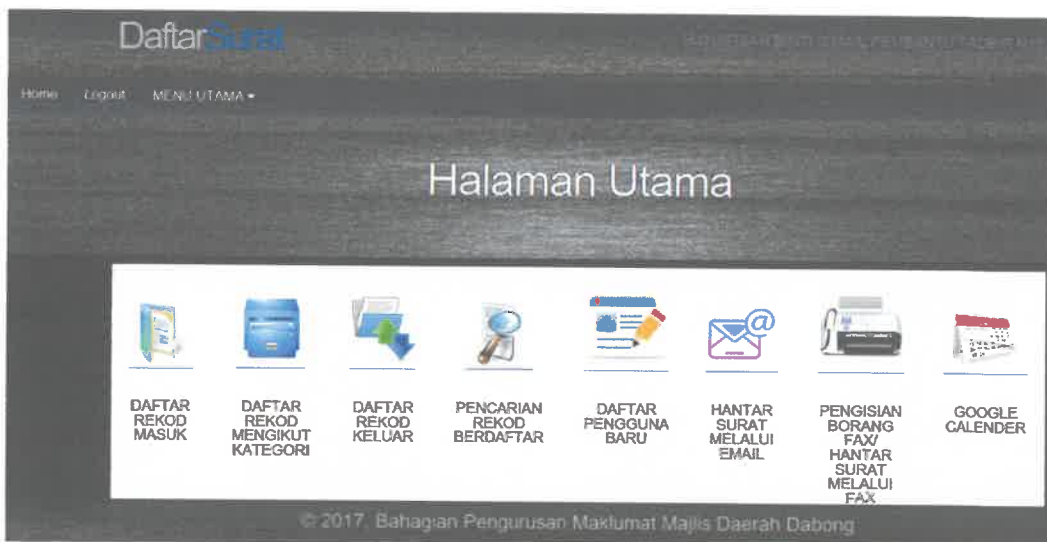 DaftarSurat
Home Logout MENU UTAMA
Halaman Utama
DAFTAR
REKOD
MASUK
DAFTAR
REKOD
MENGIKUT
KATEGORI
DAFTAR
REKOD
KELUAR
PENCARIAN
REKOD
BERDAFTAR
DAFTAR
PENGGUNA
BARU
HANTAR
SURAT
MELALUI
EMAIL
PENGISIAN
BORANG
FAX/
HANTAR
SURAT
MELALUI
FAX
GOOGLE
CALENDER
© 2017, Bahagian Pengurusan Maklumat Majlis Daerah Dabong